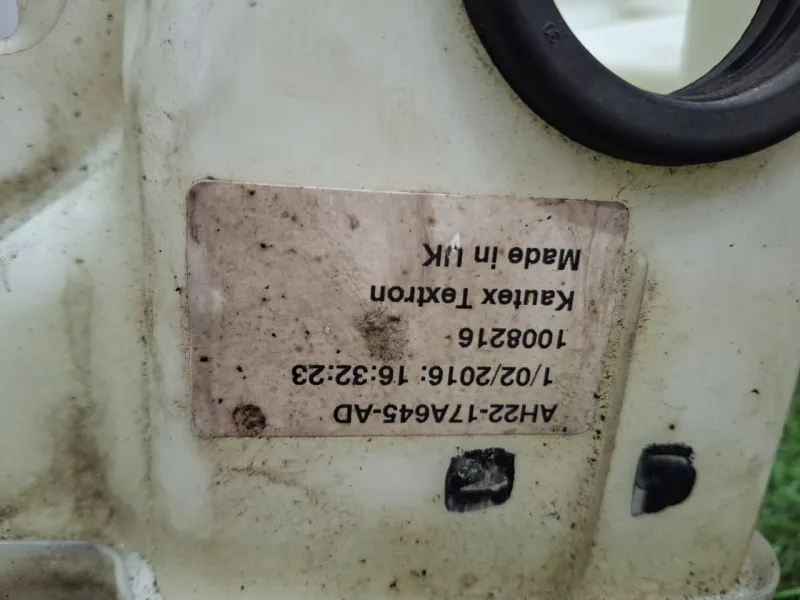 AH22-17A645-AD
1/02/2016: 16:32:23
1008216
Kautex Textron
Made in UK